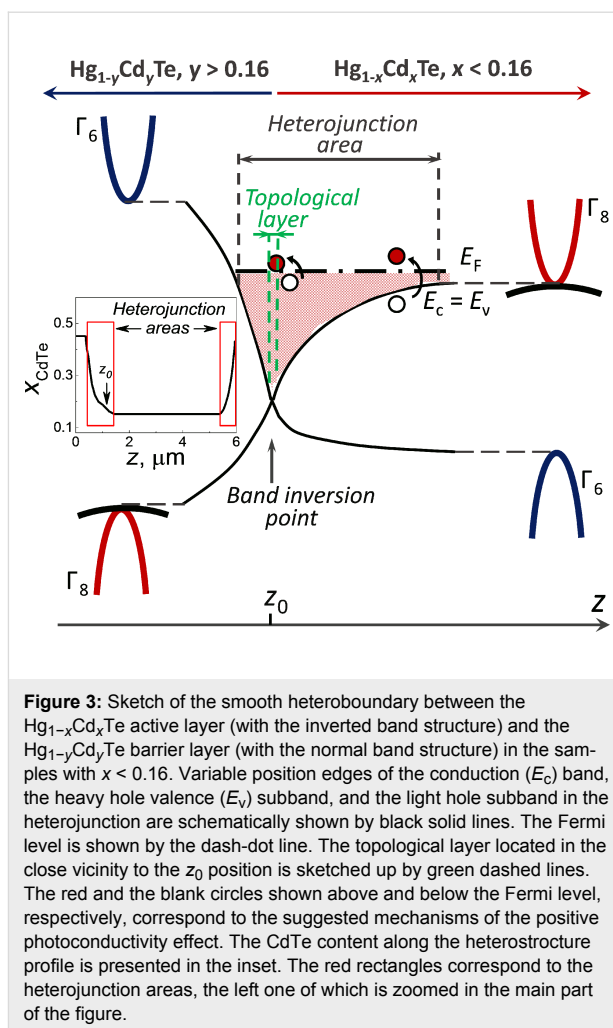 Hg1−yCdyTe, y > 0.16
Hg1−xCdxTe, x < 0.16
Γ6
Heterojunction
area
Topological
layer
Γ8
EF
Ec = Ev
Heterojunction
areas
0.5
0.3
0.1
xCdTe
z0
0 2 4 6
z, μm
Γ6
Band inversion
point
Γ8
z0
z
Figure 3: Sketch of the smooth heteroboundary between the
Hg1−xCdxTe active layer (with the inverted band structure) and the
Hg1−yCdyTe barrier layer (with the normal band structure) in the sam-
ples with x < 0.16. Variable position edges of the conduction (Ec) band,
the heavy hole valence (Ev) subband, and the light hole subband in the
heterojunction are schematically shown by black solid lines. The Fermi
level is shown by the dash-dot line. The topological layer located in the
close vicinity to the z0 position is sketched up by green dashed lines.
The red and the blank circles shown above and below the Fermi level,
respectively, correspond to the suggested mechanisms of the positive
photoconductivity effect. The CdTe content along the heterostrocture
profile is presented in the inset. The red rectangles correspond to the
heterojunction areas, the left one of which is zoomed in the main part
of the figure.